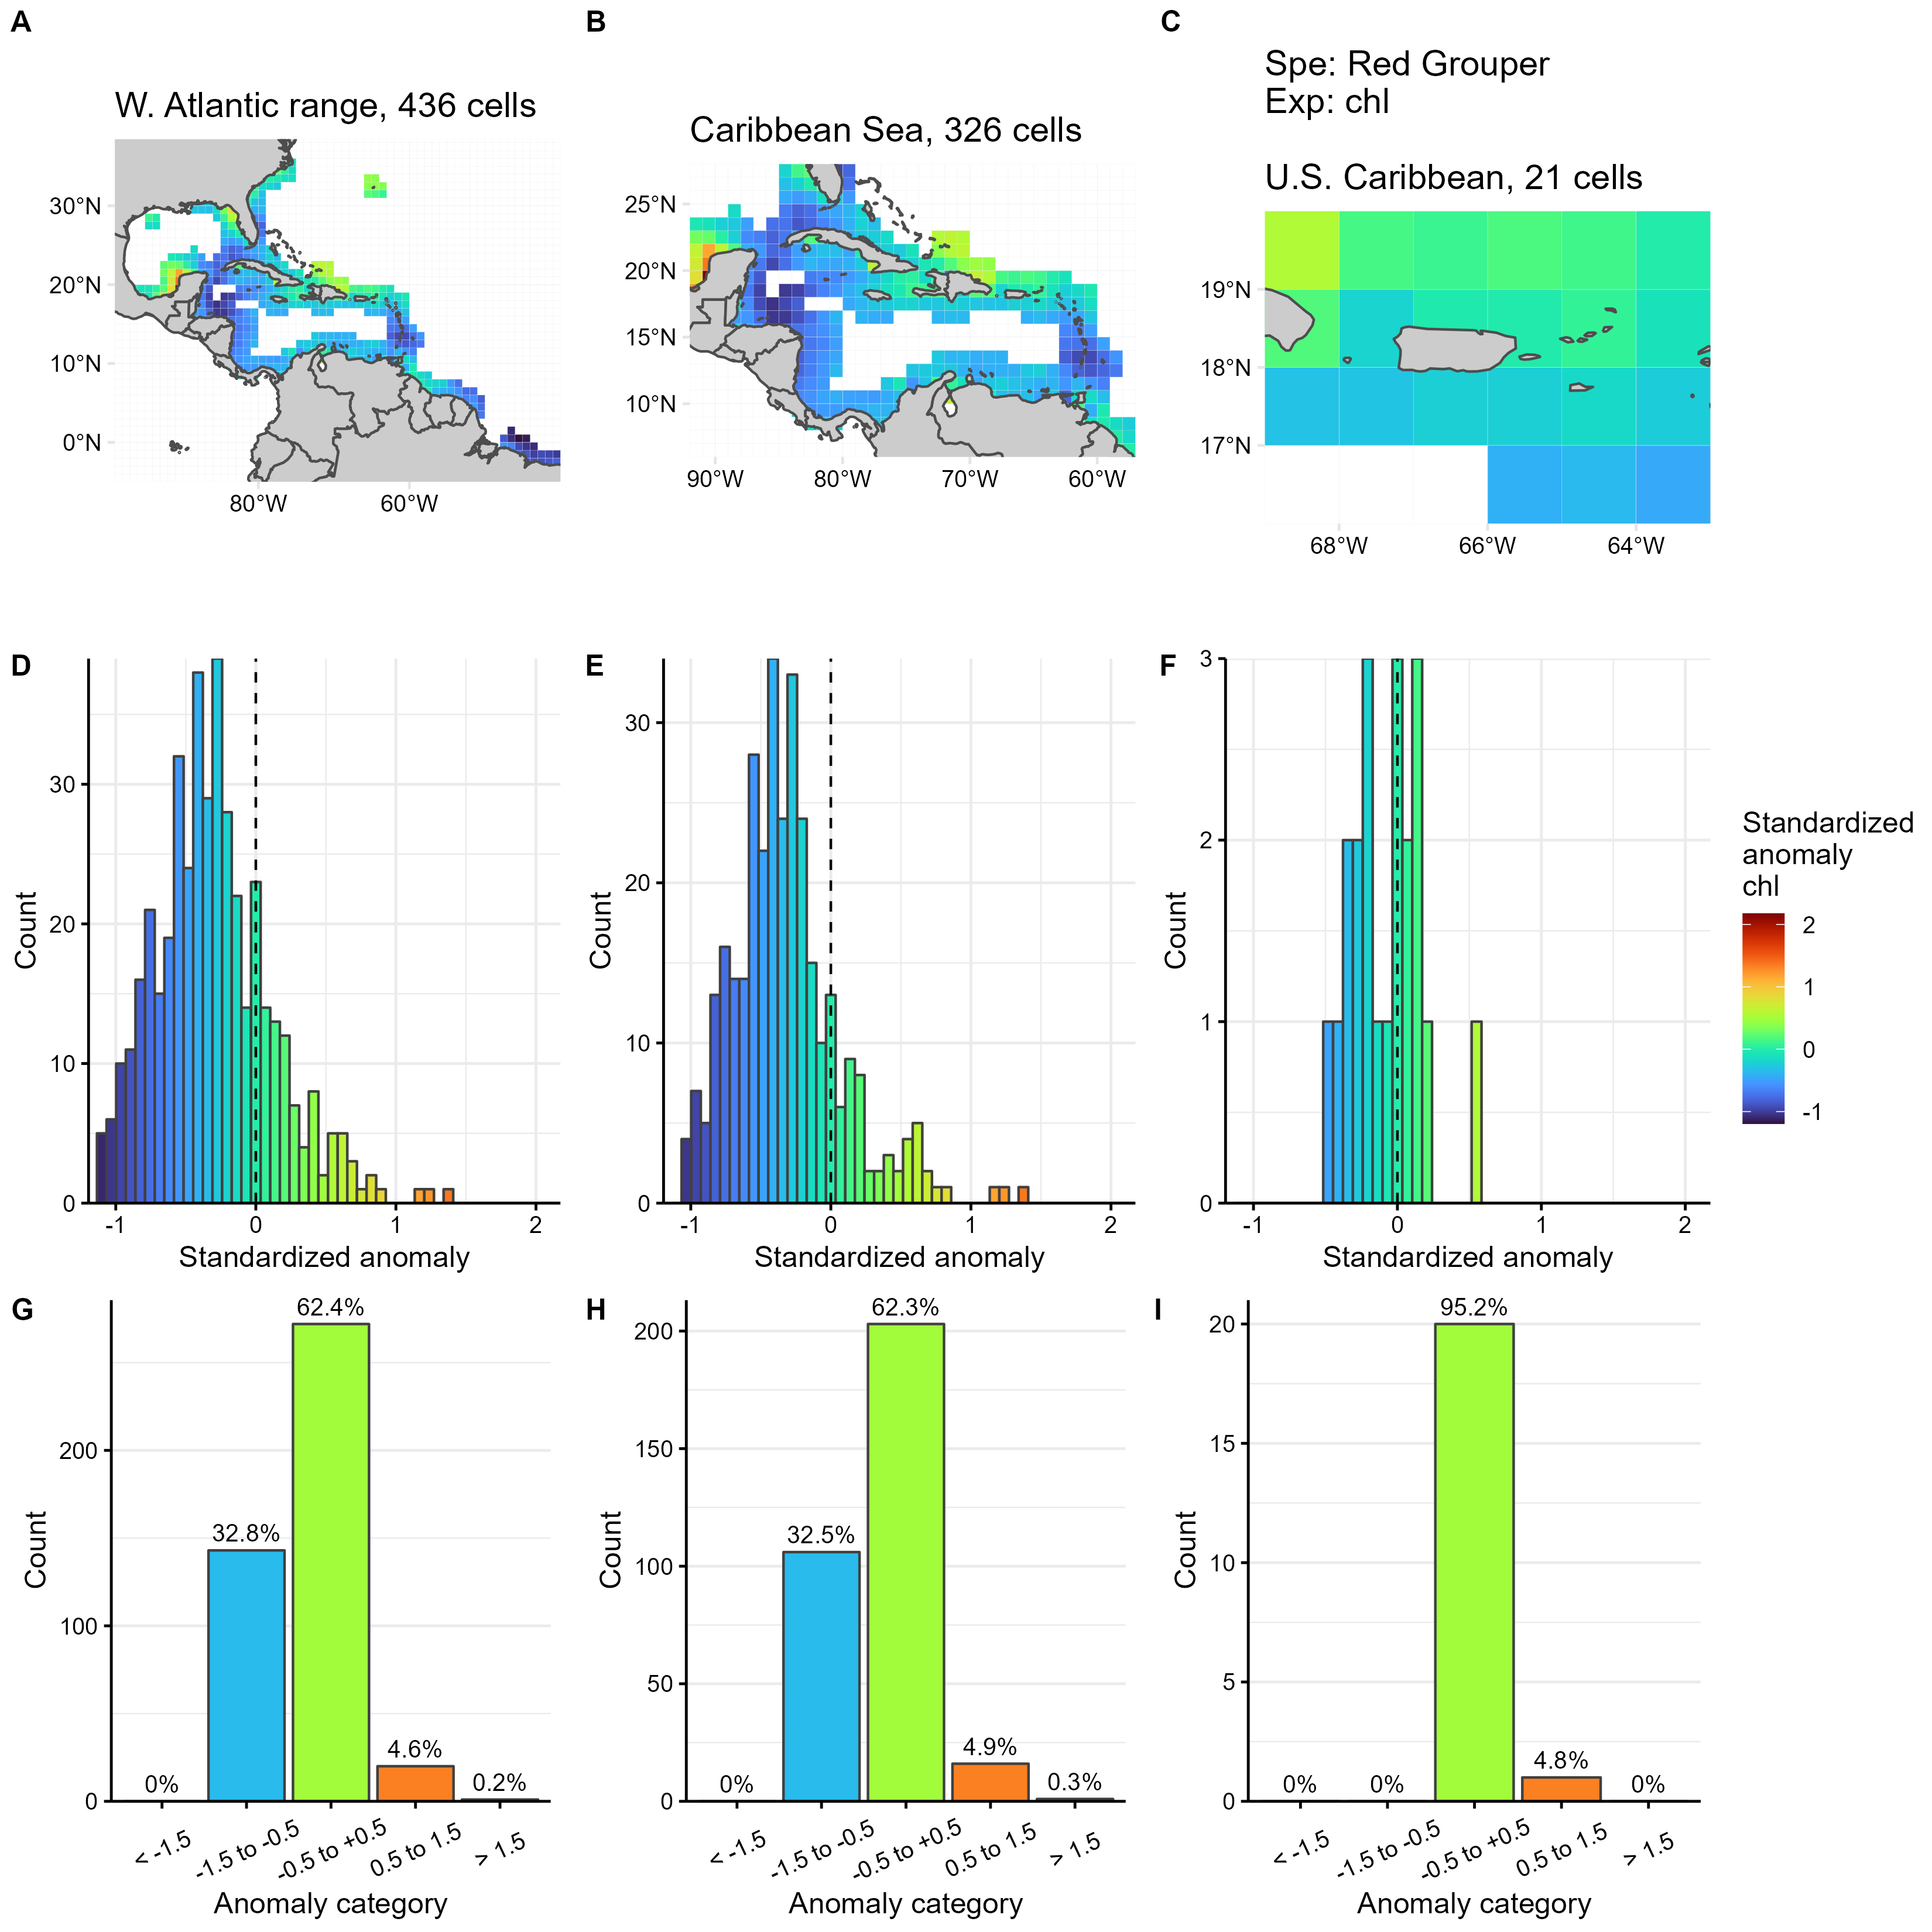 A
B
C
W. Atlantic range, 436 cells
Caribbean Sea, 326 cells
Spe: Red Grouper
Exp: chl
U.S. Caribbean, 21 cells
30°N
20°N
10°N
0°N
80°W
60°W
25°N
20°N
15°N
10°N
90°W
80°W
70°W
60°W
19°N
18°N
17°N
68°W
66°W
64°W
D
Count
30
20
10
0
-1
0
1
2
Standardized anomaly
E
Count
30
20
10
0
-1
0
1
2
Standardized anomaly
F
Count
3
2
1
0
-1
0
1
2
Standardized anomaly
Standardized
anomaly
chl
2
1
0
-1
G
Count
200
100
0
0%
32.8%
62.4%
4.6%
0.2%
< -1.5
-1.5 to -0.5
-0.5 to +0.5
0.5 to 1.5
> 1.5
Anomaly category
H
Count
200
150
100
50
0
0%
32.5%
62.3%
4.9%
0.3%
< -1.5
-1.5 to -0.5
-0.5 to +0.5
0.5 to 1.5
> 1.5
Anomaly category
I
Count
20
15
10
5
0
0%
0%
95.2%
4.8%
0%
< -1.5
-1.5 to -0.5
-0.5 to +0.5
0.5 to 1.5
> 1.5
Anomaly category